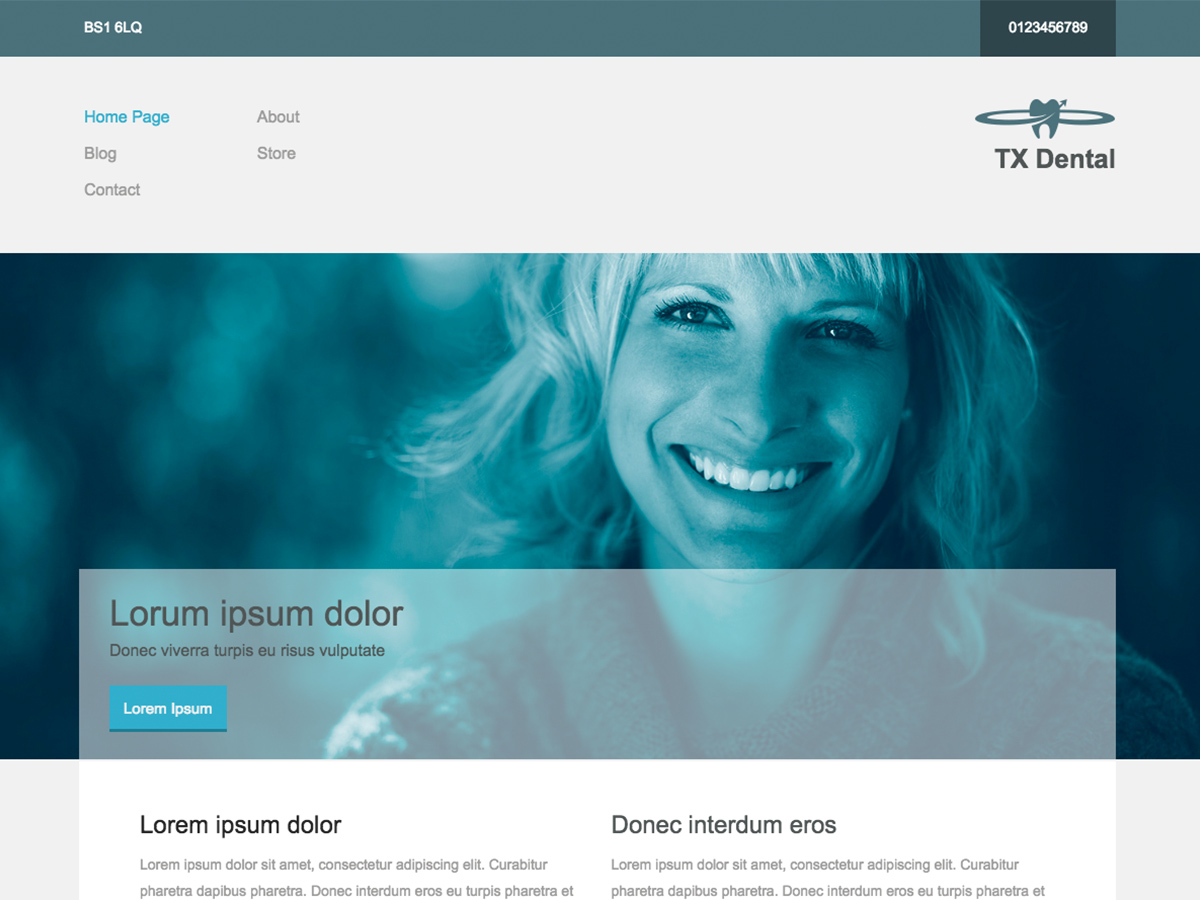 BS1 6LQ
0123456789
Home Page
About
Blog
Store
Contact
TX Dental
Lorum ipsum dolor
Donec viverra turpis eu risus vulputate
Lorem Ipsum
Lorem ipsum dolor
Lorem ipsum dolor sit amet, consectetur adipiscing elit. Curabitur
pharetra dapibus pharetra. Donec interdum eros eu turpis pharetra et
Donec interdum eros
Lorem ipsum dolor sit amet, consectetur adipiscing elit. Curabitur
pharetra dapibus pharetra. Donec interdum eros eu turpis pharetra et